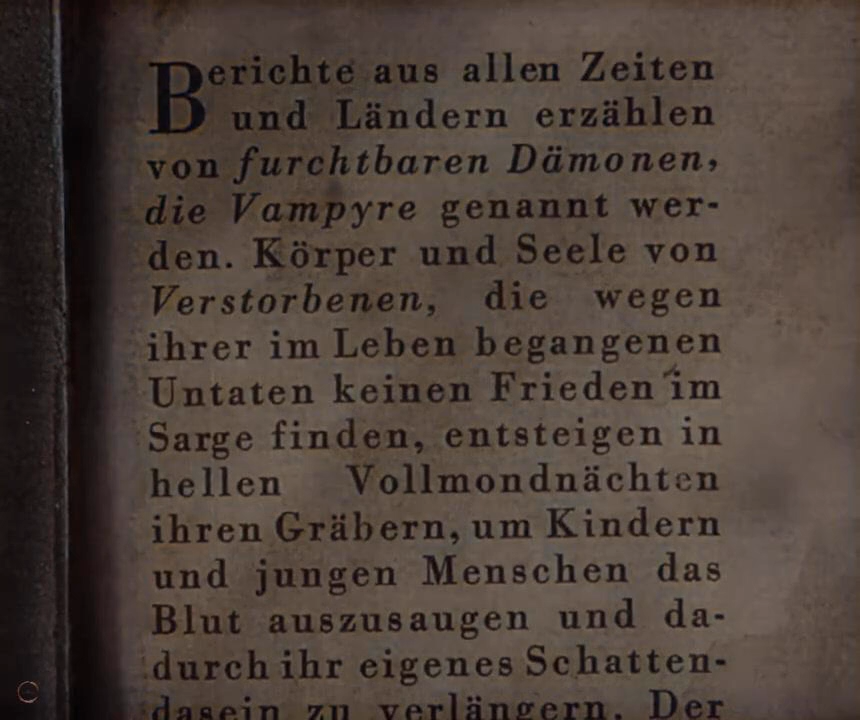 Berichte aus allen Zeiten
und Ländern erzählen
von furchtbaren Dämonen,
die Vampyre genannt wer-
den. Körper und Seele von
Verstorbenen, die wegen
ihrer im Leben begangenen
Untaten keinen Frieden im
Sarge finden, entsteigen in
hellen Vollmondnächten
ihren Gräbern, um Kindern
und jungen Menschen das
Blut auszusaugen und da-
durch ihr eigenes Schatten-
dasein zu verlängern. Der